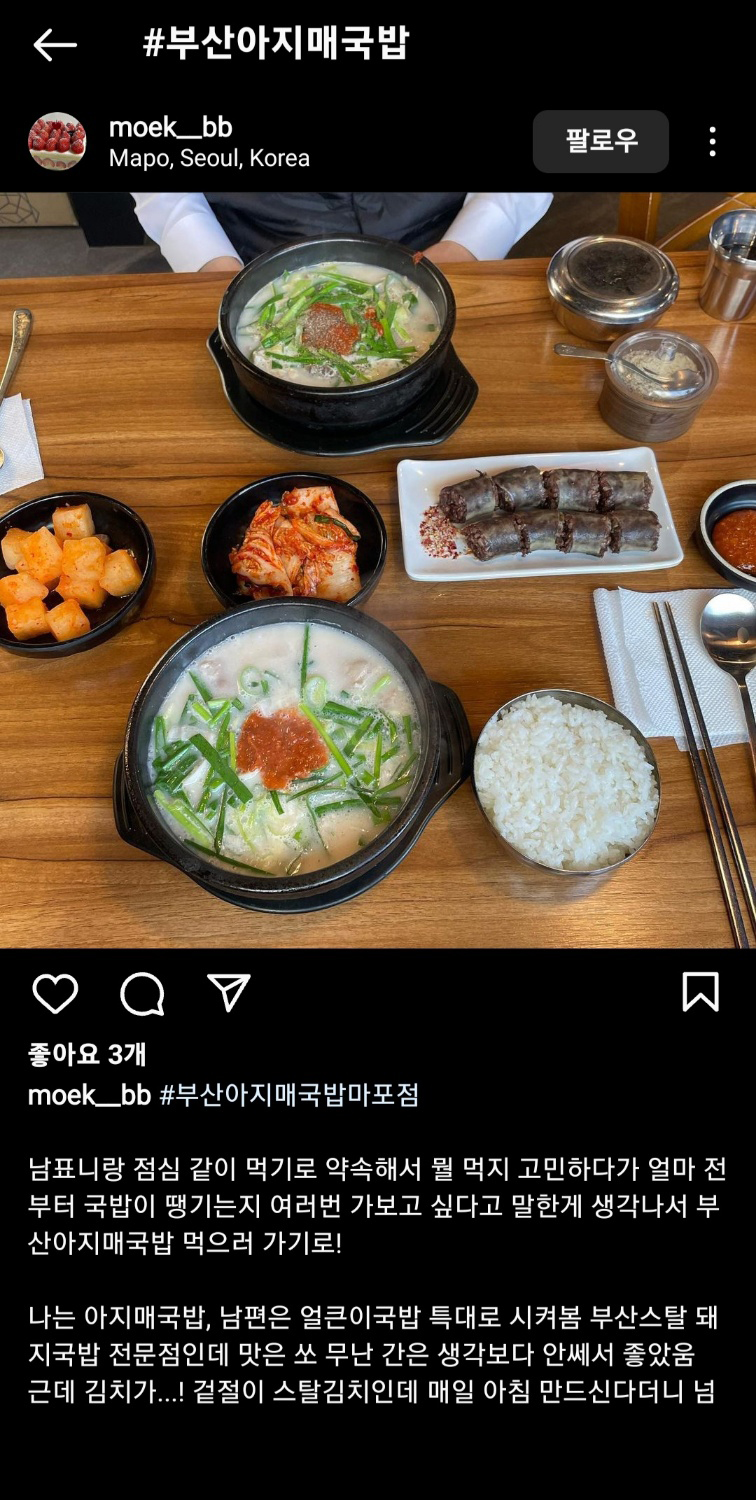 #부산아지매국밥
moek__bb
Mapo, Seoul, Korea
팔로우
좋아요 3개
moek__bb #부산아지매국밥마포점
남표니랑 점심 같이 먹기로 약속해서 뭘 먹지 고민하다가 얼마 전
부터 국밥이 땡기는지 여러번 가보고 싶다고 말한게 생각나서 부
산아지매국밥 먹으러 가기로!
나는 아지매국밥, 남편은 얼큰이국밥 특대로 시켜봄 부산스탈 돼
지국밥 전문점인데 맛은 쏘 무난 간은 생각보다 안쎄서 좋았움
근데 김치가...! 겉절이 스탈김치인데 매일 아침 만드신다더니 넘